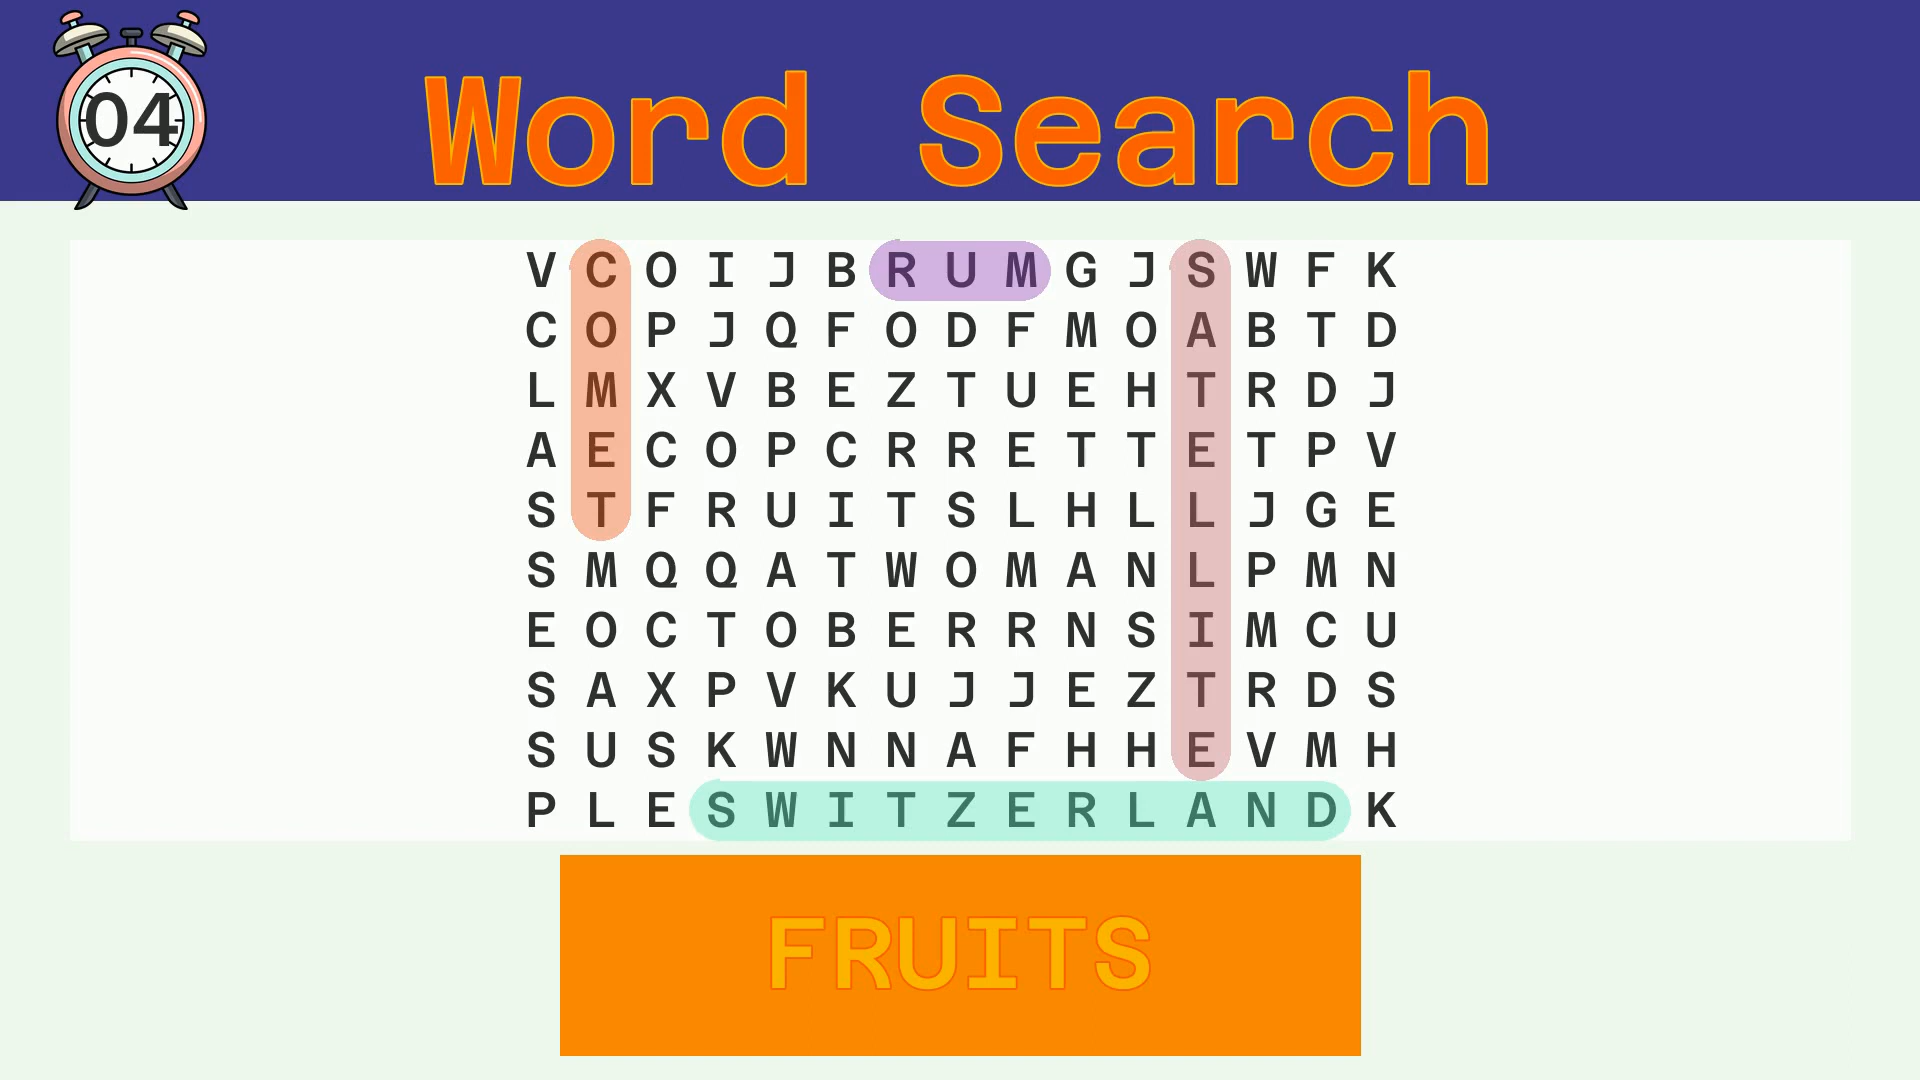 04
Word Search
V C O I J B R U M G J S W F K
C O P J Q F O D F M O A B T D
L M X V B E Z T U E H T R D J
A E C O P C R R E T T E T P V
S T F R U I T S L H L L J G E
S M Q Q A T W O M A N L P M N
E O C T O B E R R N S I M C U
S A X P V K U J J E Z T R D S
S U S K W N N A F H H E V M H
P L E S W I T Z E R L A N D K
FRUITS